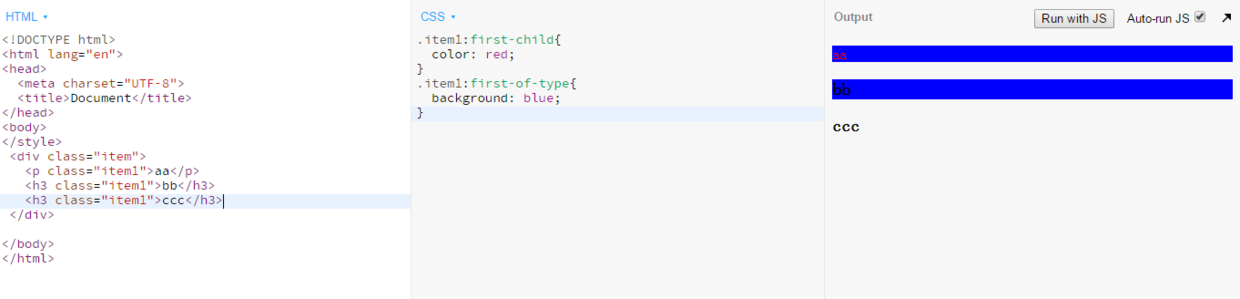 HTML
<!DOCTYPE html>
<html lang="en">
<head>
  <meta charset="UTF-8">
  <title>Document</title>
</head>
<body>
</style>
 <div class="item">
   <p class="item1">aa</p>
   <h3 class="item1">bb</h3>
   <h3 class="item1">ccc</h3>
 </div>

</body>
</html>
CSS
.item1:first-child{
  color: red;
}
.item1:first-of-type{
  background: blue;
}
Output
Run with JS
Auto-run JS
aa
bb
ccc